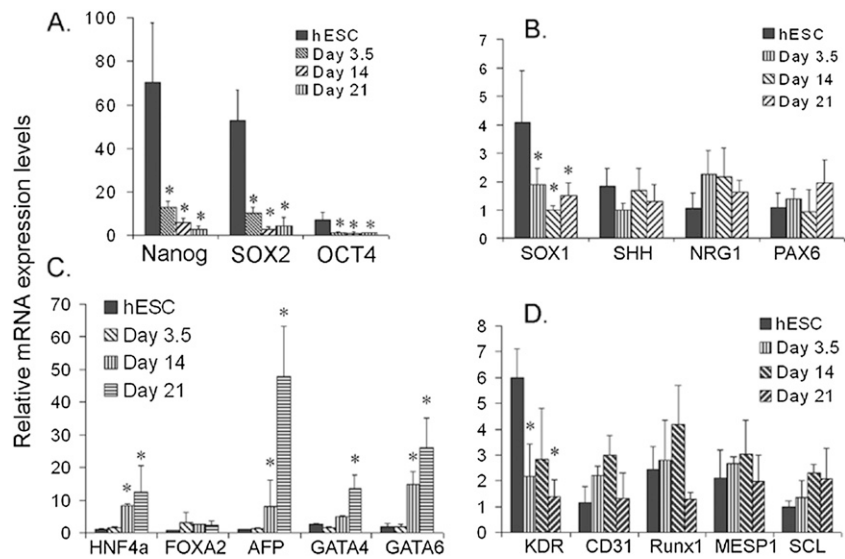 Relative mRNA expression levels
A.
100
80
60
40
20
0
hESC
Day 3.5
Day 14
Day 21
* * *
* * *
* * *
Nanog SOX2 OCT4
B.
7
6
5
4
3
2
1
0
hESC
Day 3.5
Day 14
Day 21
* * *
SOX1 SHH NRG1 PAX6
C.
70
60
50
40
30
20
10
0
hESC
Day 3.5
Day 14
Day 21
* * * * * * *
HNF4a FOXA2 AFP GATA4 GATA6
D.
8
7
6
5
4
3
2
1
0
hESC
Day 3.5
Day 14
Day 21
* *
KDR CD31 Runx1 MESP1 SCL